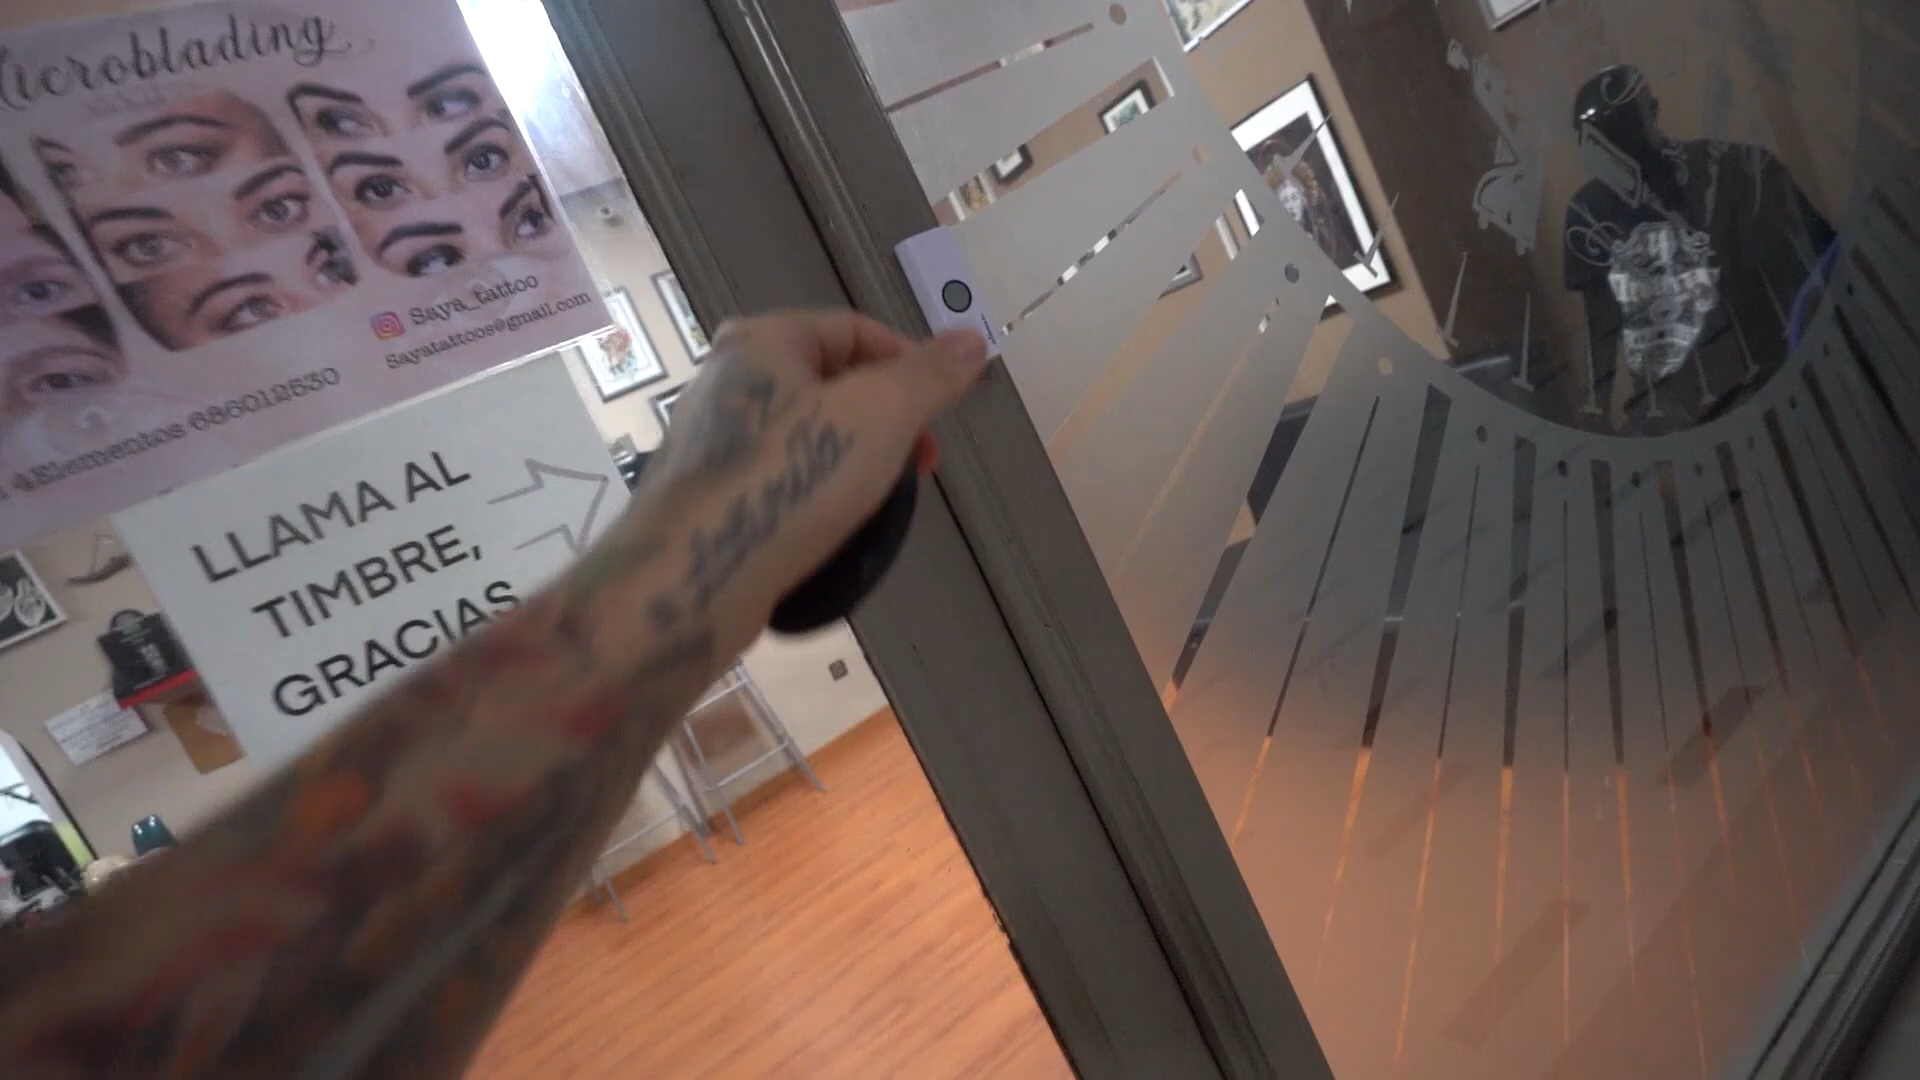 Microblading
Saya_tattoo
Sayatattoos@gmail.com
4Elementos 686012530
LLAMA AL
TIMBRE,
GRACIAS